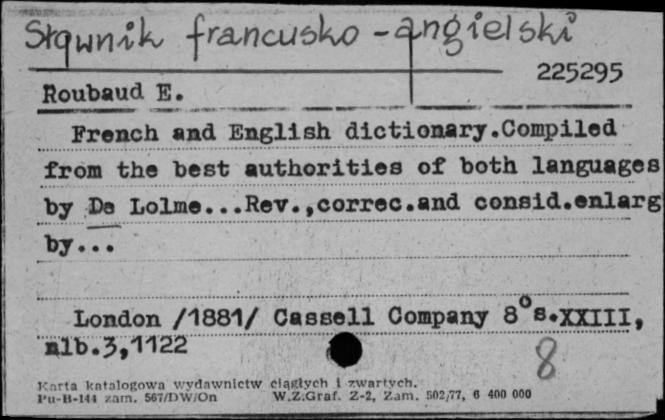 Słownik francusko-angielski
225295
Roubaud E.
French and English dictionary.Compiled
from the best authorities of both languages
by De Lolme...Rev.,correc.and consid.enlarg
by...
London /1881/ Cassell Company 8° s.XXIII,
nlb.3,1122
8
Karta katalogowa wydawnictw ciągłych i zwartych.
Pu-B-144 zam. 567/DW/On W.Z.Graf. Z-2, Zam. 502/77, 6 400 000